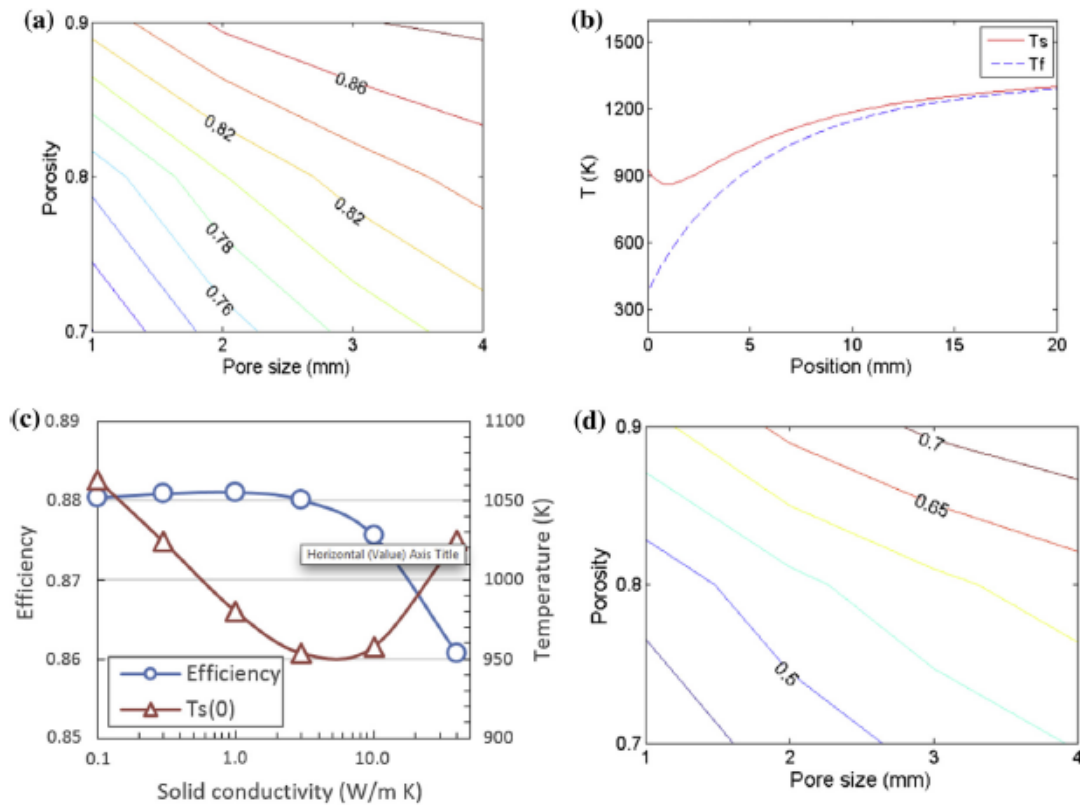 (a)
0.9
0.8
0.7
Porosity
0.86
0.82
0.82
0.78
0.76
1
2
3
4
Pore size (mm)
(b)
1500
1200
900
600
300
T (K)
Ts
Tf
0
5
10
15
20
Position (mm)
(c)
0.89
0.88
0.87
0.86
0.85
Efficiency
1100
1050
1000
950
900
Temperature (K)
Horizontal (Value) Axis Title
Efficiency
Ts(0)
0.1
1.0
10.0
Solid conductivity (W/m K)
(d)
0.9
0.8
0.7
Porosity
0.7
0.65
0.5
1
2
3
4
Pore size (mm)